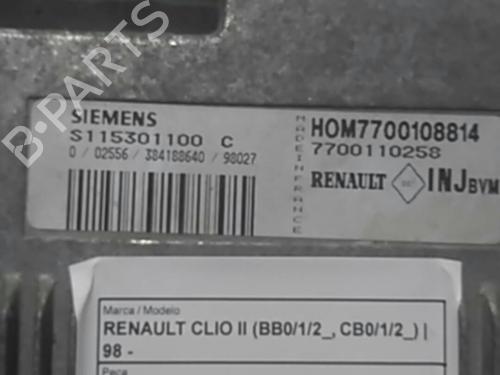 B-PARTS
SIEMENS
S115301100 C
0 / 02556 / 384188640 / 98027
MADE IN FRANCE
HOM7700108814
7700110258
RENAULT INJ BVM
Marca / Modelo
RENAULT CLIO II (BB0/1/2_, CB0/1/2_) |
98 -
Peça